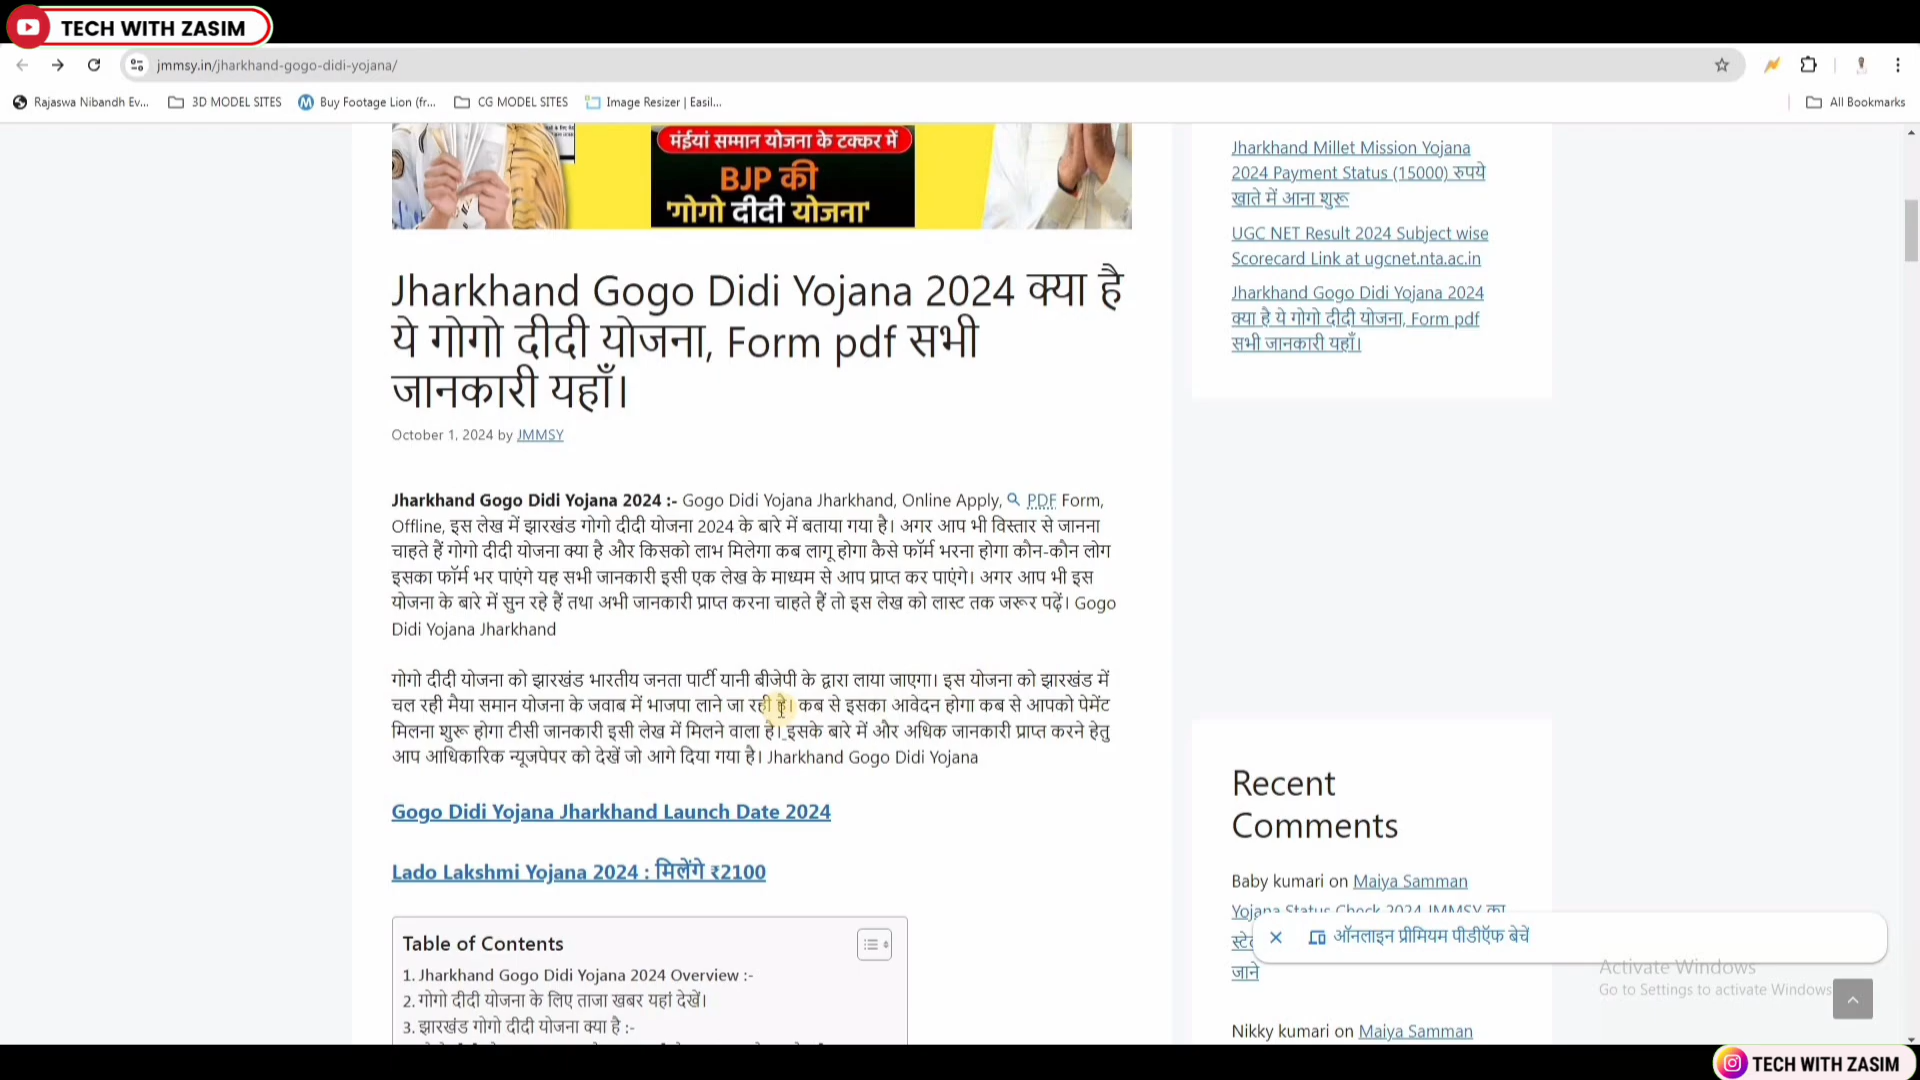 TECH WITH ZASIM
jmmsy.in/jharkhand-gogo-didi-yojana/
Rajaswa Nibandh Ev...
3D MODEL SITES
Buy Footage Lion (fr...
CG MODEL SITES
Image Resizer | Easil...
All Bookmarks
मंईयां सम्मान योजना के टक्कर में
BJP की
'गोगो दीदी योजना'
Jharkhand Gogo Didi Yojana 2024 क्या है
ये गोगो दीदी योजना, Form pdf सभी
जानकारी यहाँ।
October 1, 2024 by JMMSY
Jharkhand Gogo Didi Yojana 2024 :- Gogo Didi Yojana Jharkhand, Online Apply, PDF Form,
Offline, इस लेख में झारखंड गोगो दीदी योजना 2024 के बारे में बताया गया है। अगर आप भी विस्तार से जानना
चाहते हैं गोगो दीदी योजना क्या है और किसको लाभ मिलेगा कब लागू होगा कैसे फॉर्म भरना होगा कौन-कौन लोग
इसका फॉर्म भर पाएंगे यह सभी जानकारी इसी एक लेख के माध्यम से आप प्राप्त कर पाएंगे। अगर आप भी इस
योजना के बारे में सुन रहे हैं तथा अभी जानकारी प्राप्त करना चाहते हैं तो इस लेख को लास्ट तक जरूर पढ़ें। Gogo
Didi Yojana Jharkhand
गोगो दीदी योजना को झारखंड भारतीय जनता पार्टी यानी बीजेपी के द्वारा लाया जाएगा। इस योजना को झारखंड में
चल रही मैया समान योजना के जवाब में भाजपा लाने जा रही है। कब से इसका आवेदन होगा कब से आपको पेमेंट
मिलना शुरू होगा टीसी जानकारी इसी लेख में मिलने वाला है। इसके बारे में और अधिक जानकारी प्राप्त करने हेतु
आप आधिकारिक न्यूजपेपर को देखें जो आगे दिया गया है। Jharkhand Gogo Didi Yojana
Gogo Didi Yojana Jharkhand Launch Date 2024
Lado Lakshmi Yojana 2024 : मिलेंगे ₹2100
Table of Contents
1. Jharkhand Gogo Didi Yojana 2024 Overview :-
2. गोगो दीदी योजना के लिए ताजा खबर यहां देखें।
3. झारखंड गोगो दीदी योजना क्या है :-
Jharkhand Millet Mission Yojana
2024 Payment Status (15000) रुपये
खाते में आना शुरू
UGC NET Result 2024 Subject wise
Scorecard Link at ugcnet.nta.ac.in
Jharkhand Gogo Didi Yojana 2024
क्या है ये गोगो दीदी योजना, Form pdf
सभी जानकारी यहाँ।
Recent
Comments
Baby kumari on Maiya Samman
Yojana Status Check 2024 JMMSY का
जाने
Nikky kumari on Maiya Samman
ऑनलाइन प्रीमियम पीडीऍफ़ बेचें
Activate Windows
Go to Settings to activate Windows
TECH WITH ZASIM